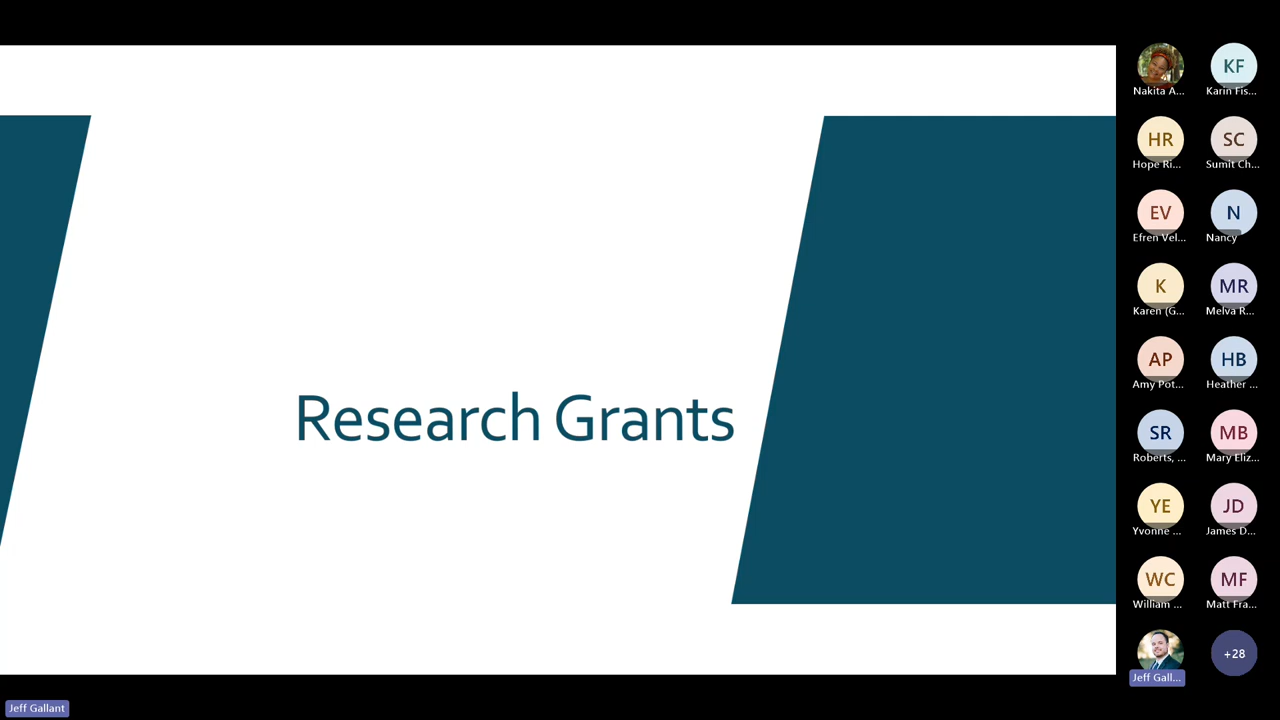 Research Grants
Nakita A...
KF
Karin Fis...
HR
Hope Ri...
SC
Sumit Ch...
EV
Efren Vel...
N
Nancy
K
Karen (G...
MR
Melva R...
AP
Amy Pot...
HB
Heather ...
SR
Roberts, ...
MB
Mary Eliz...
YE
Yvonne ...
JD
James D...
WC
William ...
MF
Matt Fra...
Jeff Gall...
+28
Jeff Gallant